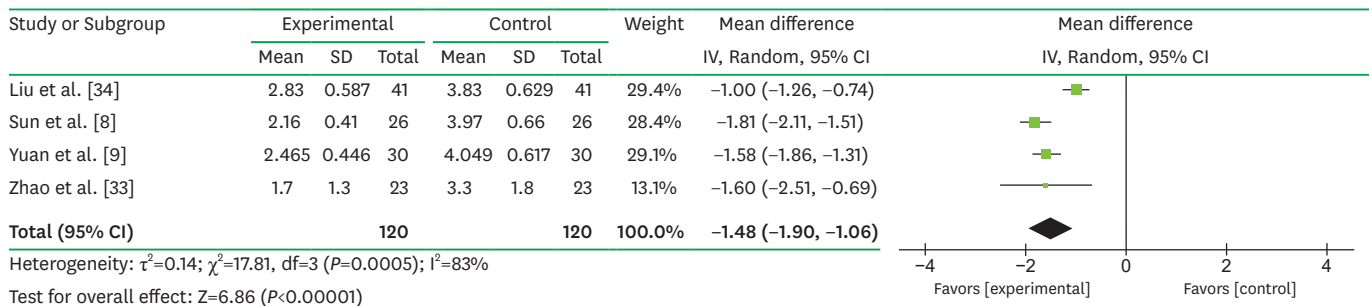 Study or Subgroup Experimental Control Weight Mean difference Mean difference
Mean SD Total Mean SD Total IV, Random, 95% CI IV, Random, 95% CI
Liu et al. [34] 2.83 0.587 41 3.83 0.629 41 29.4% −1.00 (−1.26, −0.74)
Sun et al. [8] 2.16 0.41 26 3.97 0.66 26 28.4% −1.81 (−2.11, −1.51)
Yuan et al. [9] 2.465 0.446 30 4.049 0.617 30 29.1% −1.58 (−1.86, −1.31)
Zhao et al. [33] 1.7 1.3 23 3.3 1.8 23 13.1% −1.60 (−2.51, −0.69)
Total (95% CI) 120 120 100.0% −1.48 (−1.90, −1.06)
Heterogeneity: τ²=0.14; χ²=17.81, df=3 (P=0.0005); I²=83%
−4 −2 0 2 4
Test for overall effect: Z=6.86 (P<0.00001)
Favors [experimental] Favors [control]